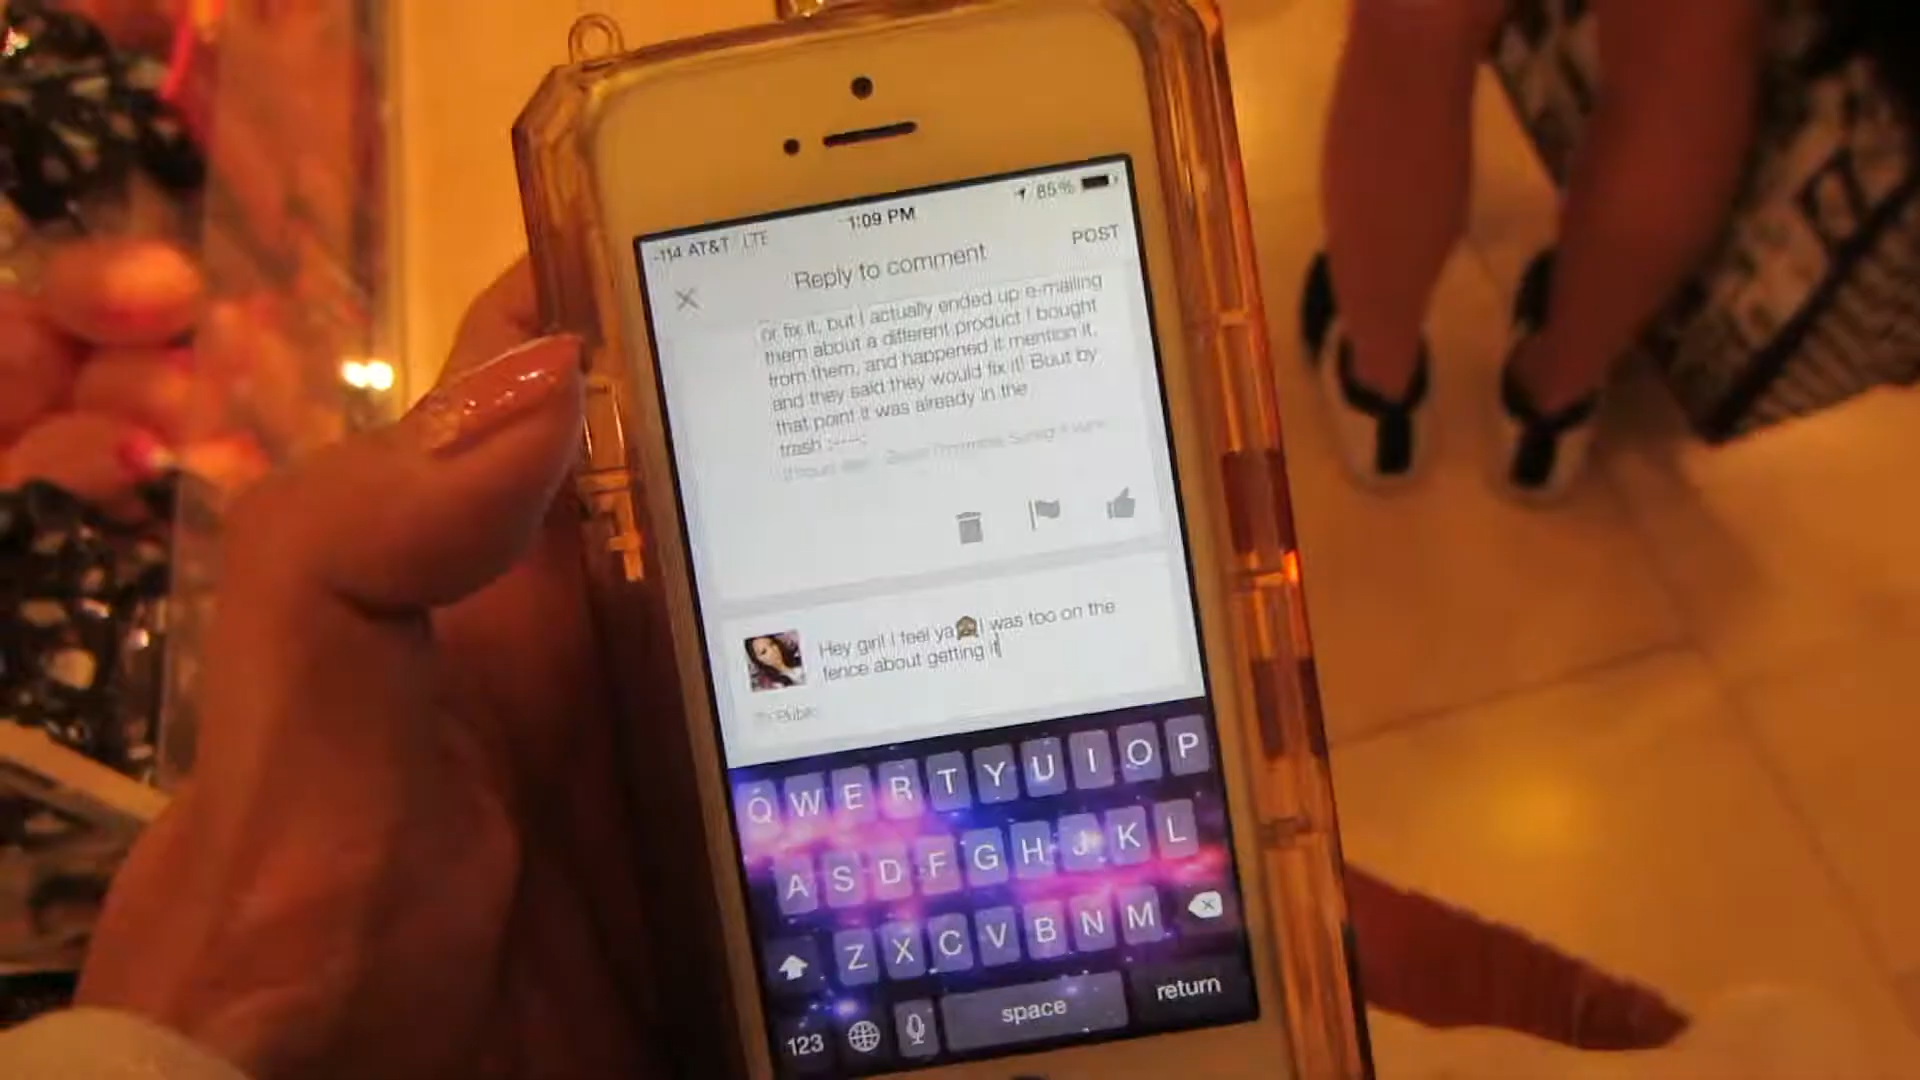 -114 AT&T LTE
1:09 PM
85%
Reply to comment
POST
or fix it, but I actually ended up e-mailing
them about a different product I bought
from them, and happened it mention it,
and they said they would fix it! Buut by
that point it was already in the
trash :----;
Hey girl I feel ya🙈I was too on the
fence about getting it
Public
Q W E R T Y U I O P
A S D F G H J K L
Z X C V B N M
123
space
return